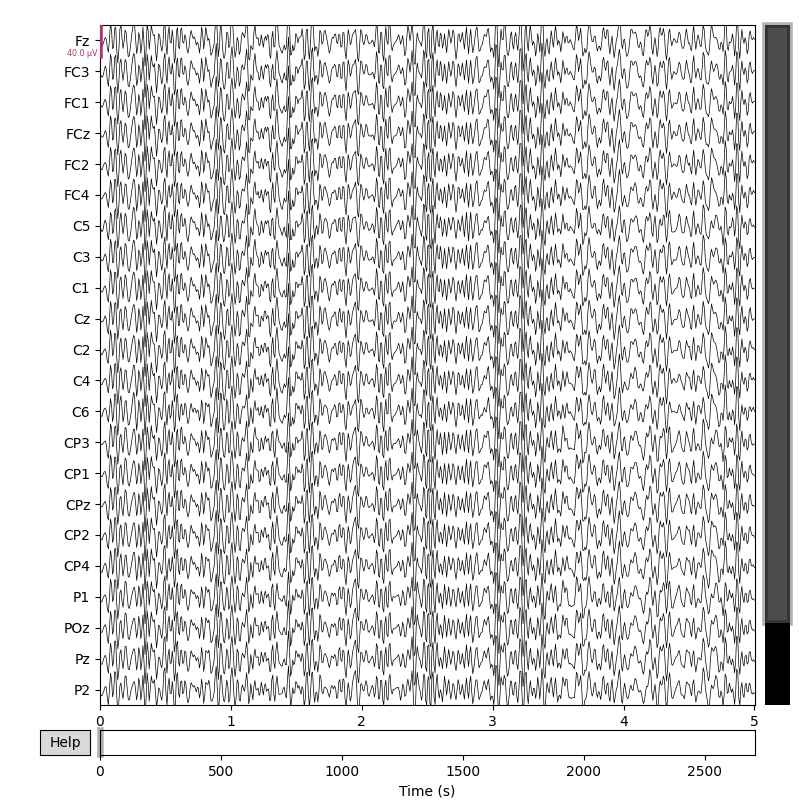 Fz
40.0 µV
FC3
FC1
FCz
FC2
FC4
C5
C3
C1
Cz
C2
C4
C6
CP3
CP1
CPz
CP2
CP4
P1
POz
Pz
P2
0 1 2 3 4 5
Help
0 500 1000 1500 2000 2500
Time (s)